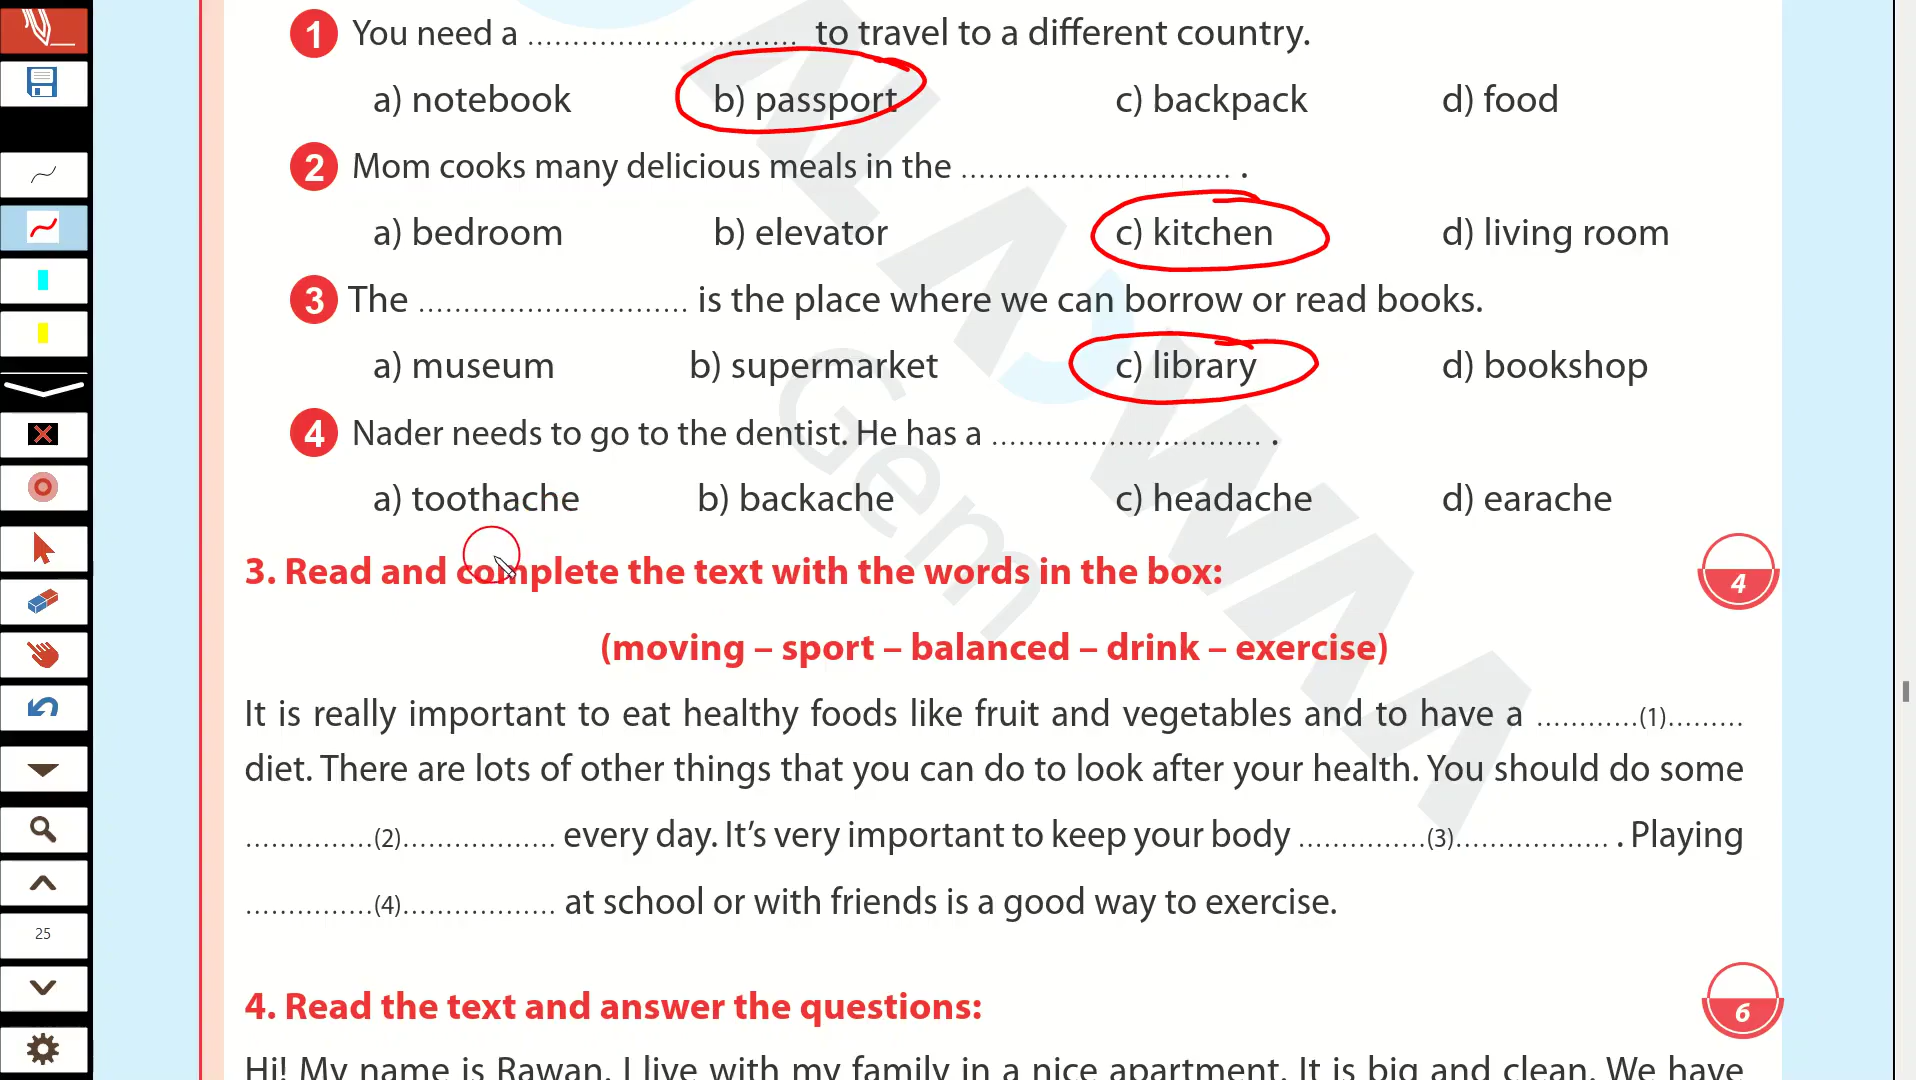 1 You need a ............................. to travel to a different country.
a) notebook b) passport c) backpack d) food
2 Mom cooks many delicious meals in the ............................. .
a) bedroom b) elevator c) kitchen d) living room
3 The ............................. is the place where we can borrow or read books.
a) museum b) supermarket c) library d) bookshop
4 Nader needs to go to the dentist. He has a ............................. .
a) toothache b) backache c) headache d) earache
3. Read and complete the text with the words in the box:
4
(moving – sport – balanced – drink – exercise)
It is really important to eat healthy foods like fruit and vegetables and to have a ............(1).........
diet. There are lots of other things that you can do to look after your health. You should do some
...............(2).................. every day. It’s very important to keep your body ...............(3).................. . Playing
...............(4).................. at school or with friends is a good way to exercise.
4. Read the text and answer the questions:
6
Hi! My name is Rawan. I live with my family in a nice apartment. It is big and clean. We have
25
Gem